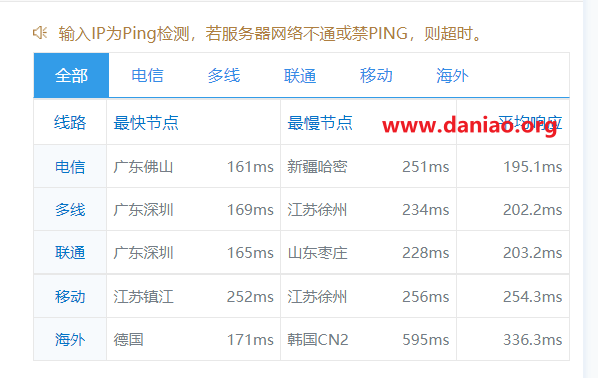 输入IP为Ping检测，若服务器网络不通或禁PING，则超时。
全部 电信 多线 联通 移动 海外
线路 最快节点 最慢节点 平均响应
www.daniao.org
电信 广东佛山 161ms 新疆哈密 251ms 195.1ms
多线 广东深圳 169ms 江苏徐州 234ms 202.2ms
联通 广东深圳 165ms 山东枣庄 228ms 203.2ms
移动 江苏镇江 252ms 江苏徐州 256ms 254.3ms
海外 德国 171ms 韩国CN2 595ms 336.3ms